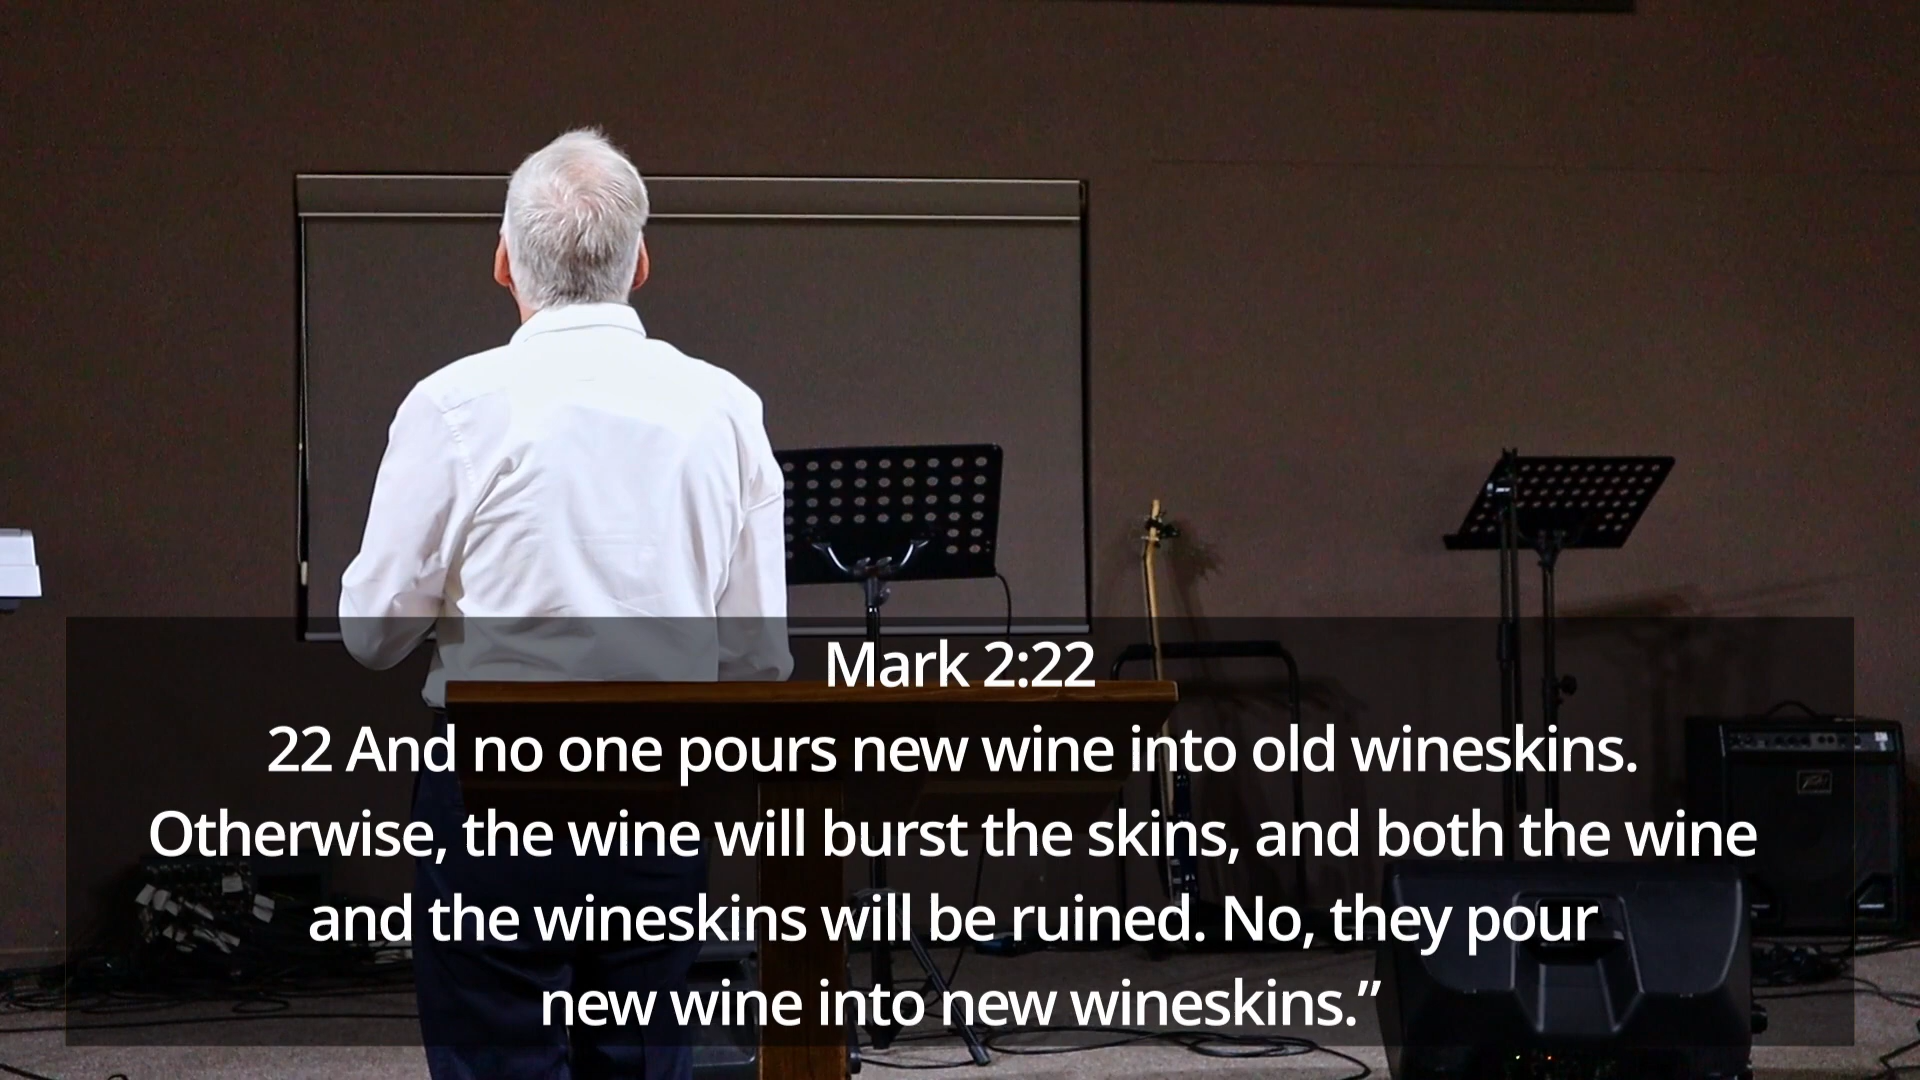 Mark 2:22
22 And no one pours new wine into old wineskins.
Otherwise, the wine will burst the skins, and both the wine
and the wineskins will be ruined. No, they pour
new wine into new wineskins.”